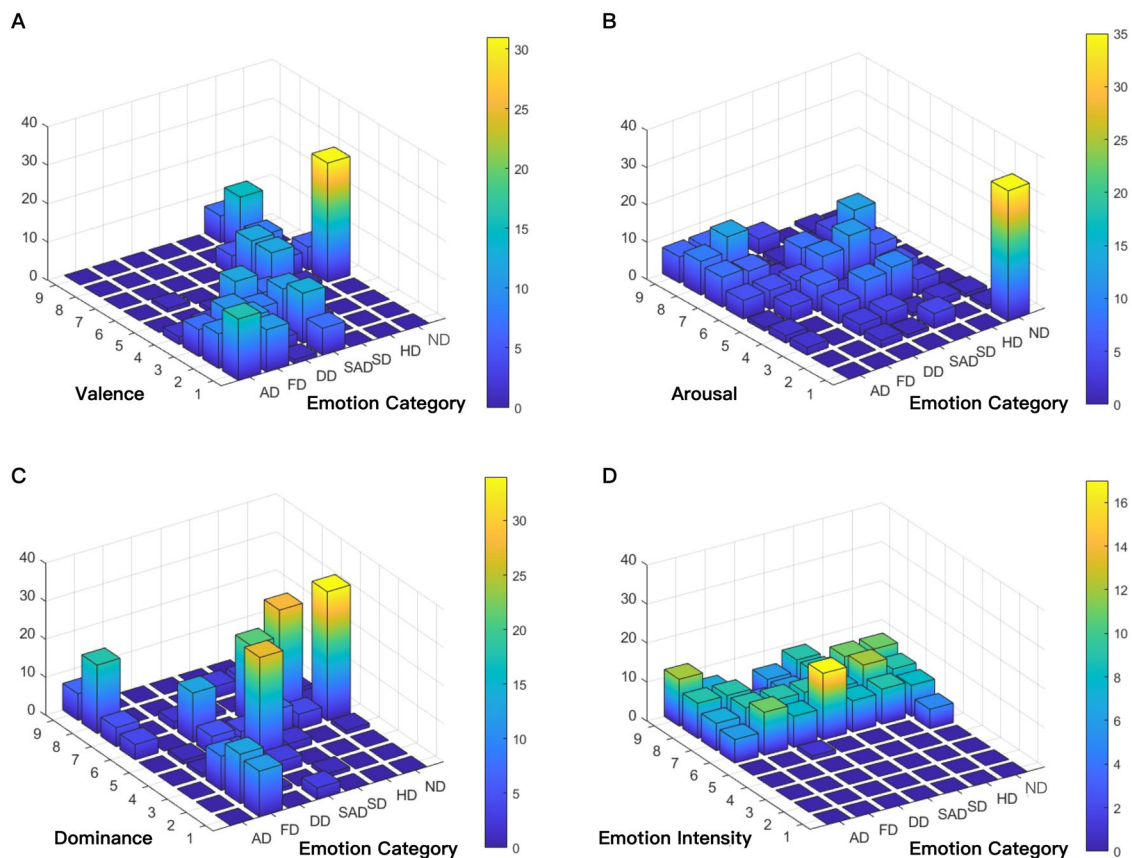 A
40
30
20
10
0
9
8
7
6
5
4
3
2
1
Valence
AD
FD
DD
SAD
SD
HD
ND
Emotion Category
30
25
20
15
10
5
0
B
40
30
20
10
0
9
8
7
6
5
4
3
2
1
Arousal
AD
FD
DD
SAD
SD
HD
ND
Emotion Category
35
30
25
20
15
10
5
0
C
40
30
20
10
0
9
8
7
6
5
4
3
2
1
Dominance
AD
FD
DD
SAD
SD
HD
ND
Emotion Category
30
25
20
15
10
5
0
D
40
30
20
10
0
9
8
7
6
5
4
3
2
1
Emotion Intensity
AD
FD
DD
SAD
SD
HD
ND
Emotion Category
16
14
12
10
8
6
4
2
0